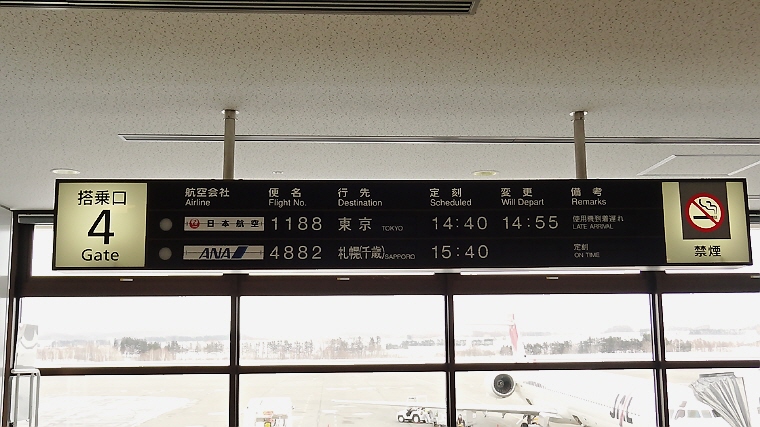 搭乗口
4
Gate
航空会社 便名 行先 定刻 変更 備考
Airline Flight No. Destination Scheduled Will Depart Remarks
日本航空 1188 東京 TOKYO 14:40 14:55 使用機到着遅れ
LATE ARRIVAL
ANA 4882 札幌(千歳) SAPPORO 15:40 定刻
ON TIME
禁煙
JAL